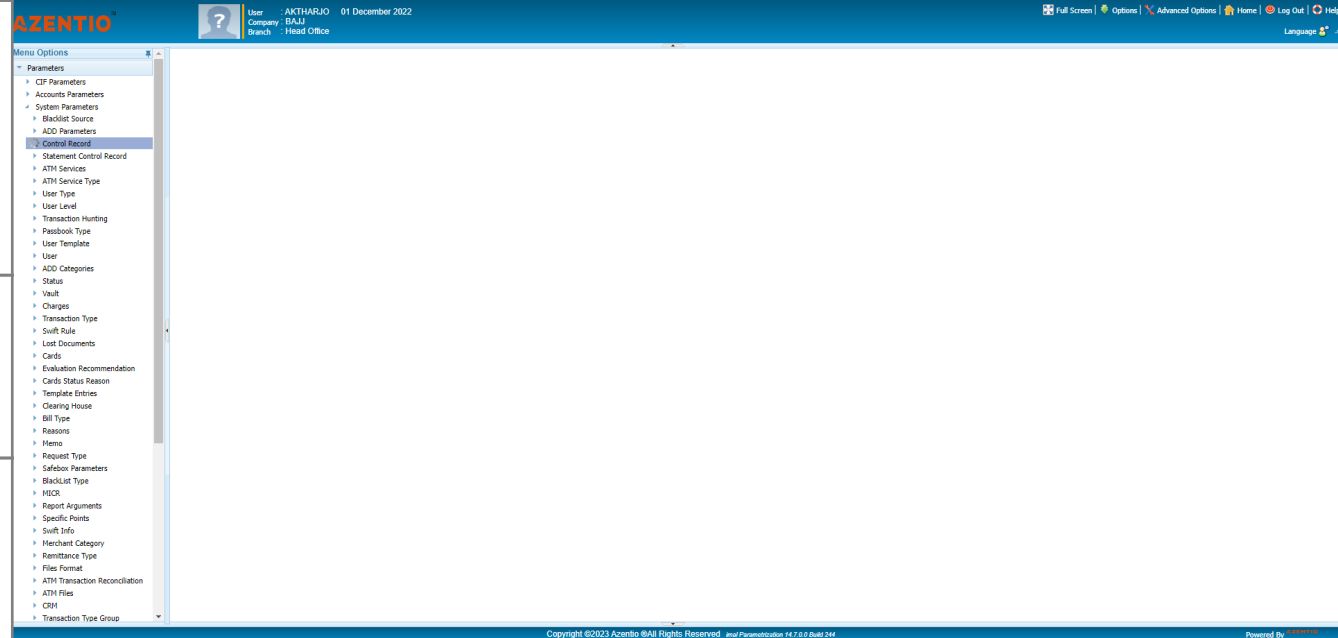 AZENTIO™
?
User : AKTHARJO 01 December 2022
Company : BAJJ
Branch : Head Office
Full Screen | Options | Advanced Options | Home | Log Out | Help
Language
Menu Options
Parameters
CIF Parameters
Accounts Parameters
System Parameters
Blacklist Source
ADD Parameters
Control Record
Statement Control Record
ATM Services
ATM Service Type
User Type
User Level
Transaction Hunting
Passbook Type
User Template
User
ADD Categories
Status
Vault
Charges
Transaction Type
Swift Rule
Lost Documents
Cards
Evaluation Recommendation
Cards Status Reason
Template Entries
Clearing House
Bill Type
Reasons
Memo
Request Type
Safebox Parameters
BlackList Type
MICR
Report Arguments
Specific Points
Swift Info
Merchant Category
Remittance Type
Files Format
ATM Transaction Reconciliation
ATM Files
CRM
Transaction Type Group
Copyright ©2023 Azentio ®All Rights Reserved imal Parametrization 14.7.0.0 Build 244
Powered By AZENTIO